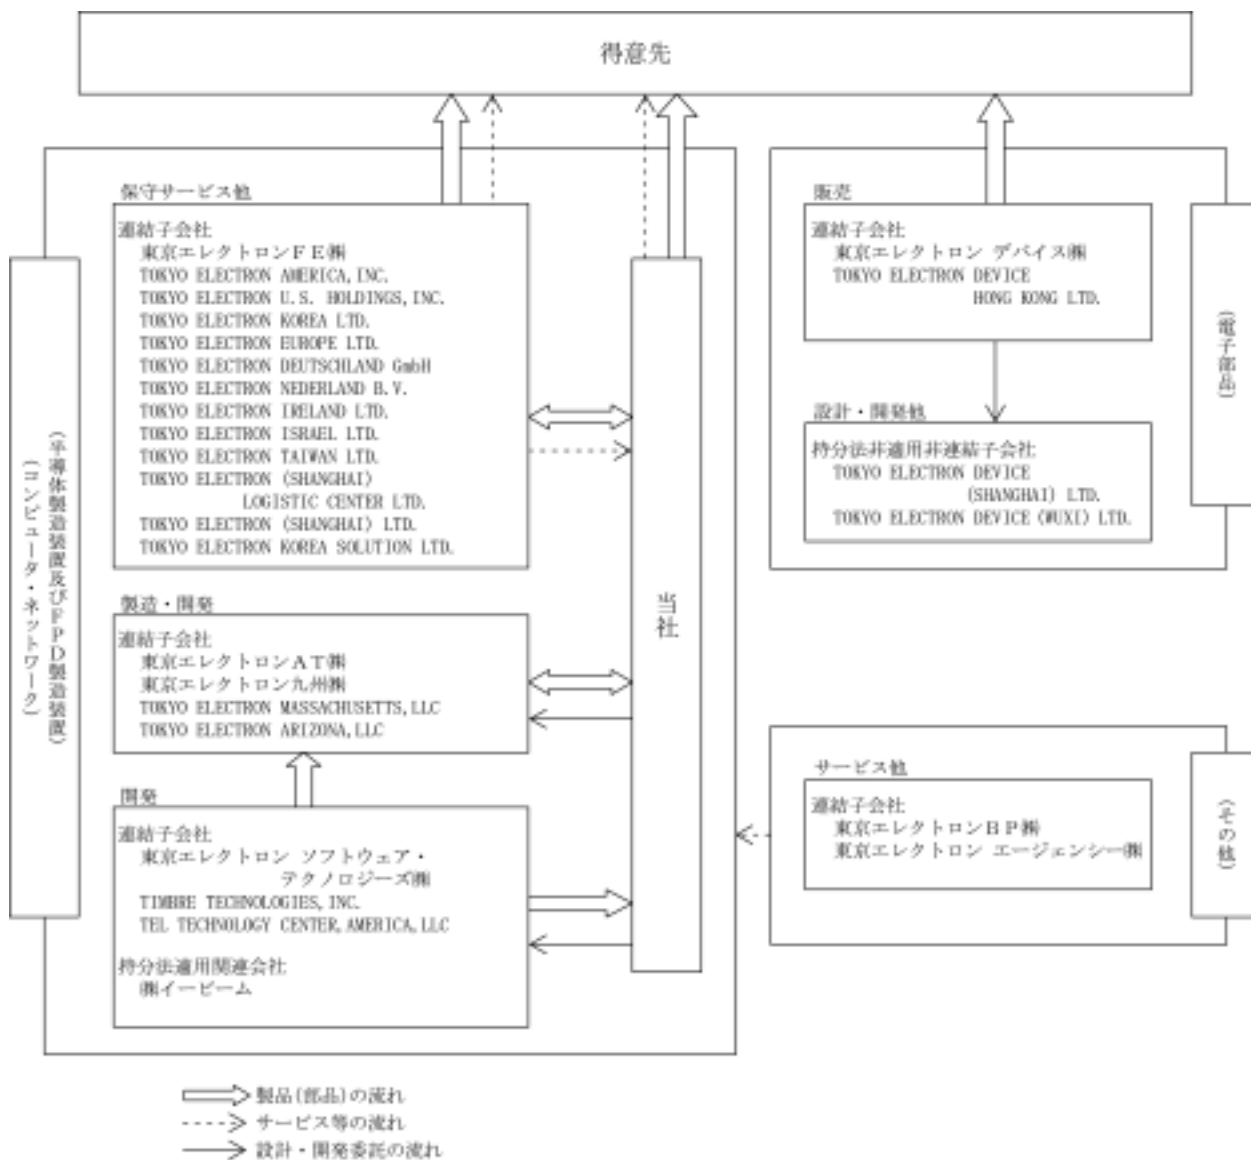 得意先
保守サービス他
連結子会社
東京エレクトロンFE㈱
TOKYO ELECTRON AMERICA,INC.
TOKYO ELECTRON U.S. HOLDINGS,INC.
TOKYO ELECTRON KOREA LTD.
TOKYO ELECTRON EUROPE LTD.
TOKYO ELECTRON DEUTSCHLAND GmbH
TOKYO ELECTRON NEDERLAND B.V.
TOKYO ELECTRON IRELAND LTD.
TOKYO ELECTRON ISRAEL LTD.
TOKYO ELECTRON TAIWAN LTD.
TOKYO ELECTRON (SHANGHAI)
LOGISTIC CENTER LTD.
TOKYO ELECTRON (SHANGHAI) LTD.
TOKYO ELECTRON KOREA SOLUTION LTD.
製造・開発
連結子会社
東京エレクトロンAT㈱
東京エレクトロン九州㈱
TOKYO ELECTRON MASSACHUSETTS,LLC
TOKYO ELECTRON ARIZONA,LLC
開発
連結子会社
東京エレクトロン ソフトウェア・
テクノロジーズ㈱
TIMBRE TECHNOLOGIES,INC.
TEL TECHNOLOGY CENTER,AMERICA,LLC
持分法適用関連会社
㈱イービーム
(半導体製造装置及びFPD製造装置)
(コンピュータ・ネットワーク)
当社
販売
連結子会社
東京エレクトロン デバイス㈱
TOKYO ELECTRON DEVICE
HONG KONG LTD.
設計・開発他
持分法非適用非連結子会社
TOKYO ELECTRON DEVICE
(SHANGHAI) LTD.
TOKYO ELECTRON DEVICE(WUXI) LTD.
(電子部品)
サービス他
連結子会社
東京エレクトロンBP㈱
東京エレクトロン エージェンシー㈱
(その他)
製品(部品)の流れ
サービス等の流れ
設計・開発委託の流れ